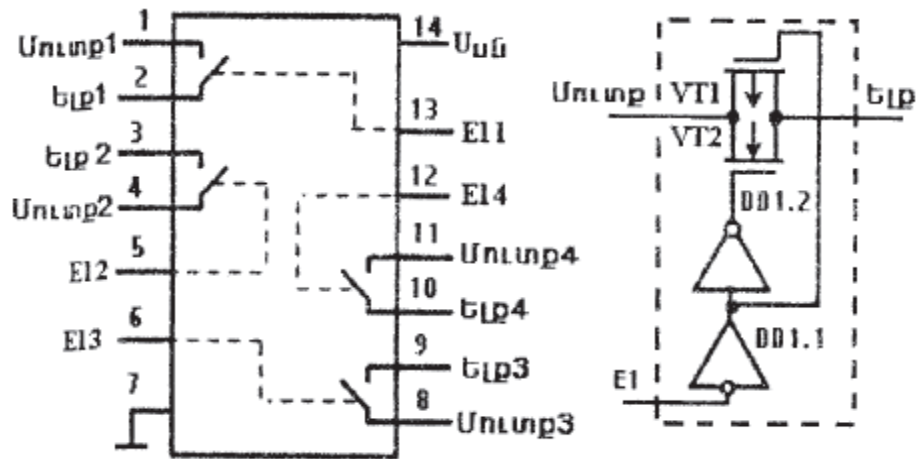 1
Մուտք1
2
Ելք1
3
Ելք2
4
Մուտք2
5
EI2
6
EI3
7
14
Uսն
13
EI1
12
EI4
11
Մուտք4
10
Ելք4
9
Ելք3
8
Մուտք3
Մուտք
VT1
VT2
Ելք
DD1.2
DD1.1
E1